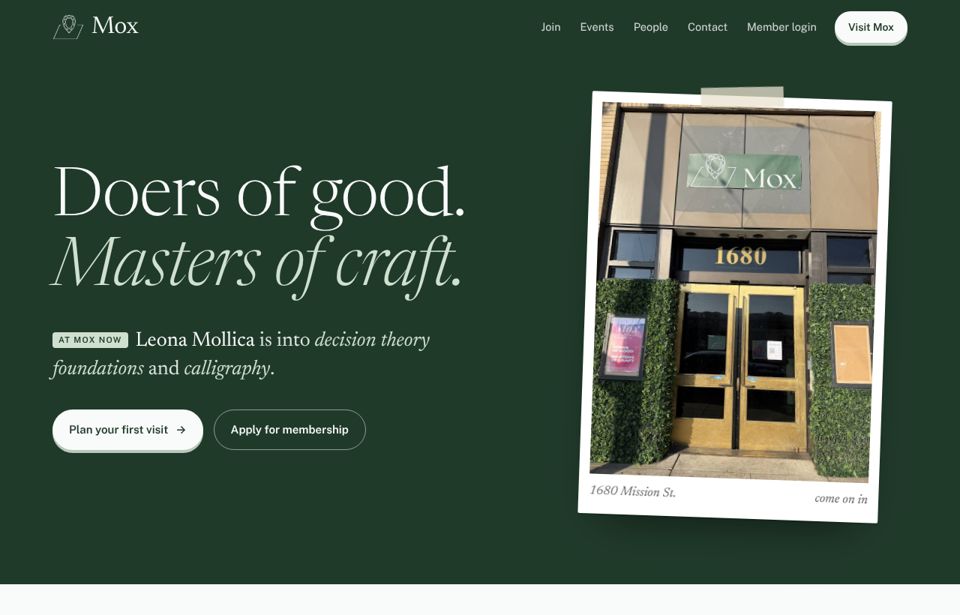 Mox
Join Events People Contact Member login Visit Mox
Doers of good.
Masters of craft.
AT MOX NOW Leona Mollica is into decision theory
foundations and calligraphy.
Plan your first visit → Apply for membership
Mox
1680
1680 Mission St.
come on in